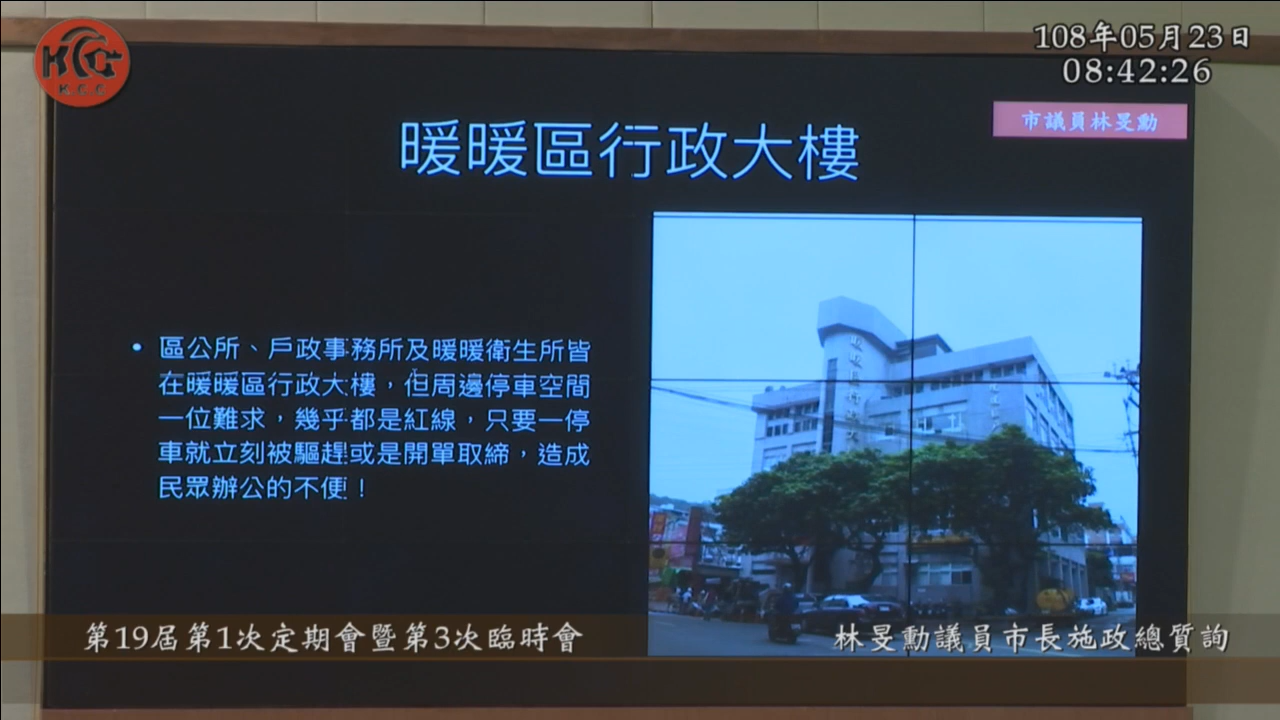 KCC
K.C.C
108年05月23日
08:42:26
市議員林旻勳
暖暖區行政大樓
• 區公所、戶政事務所及暖暖衛生所皆
在暖暖區行政大樓，但周邊停車空間
一位難求，幾乎都是紅線，只要一停
車就立刻被驅趕或是開單取締，造成
民眾辦公的不便！
第19屆第1次定期會暨第3次臨時會
林旻勳議員市長施政總質詢